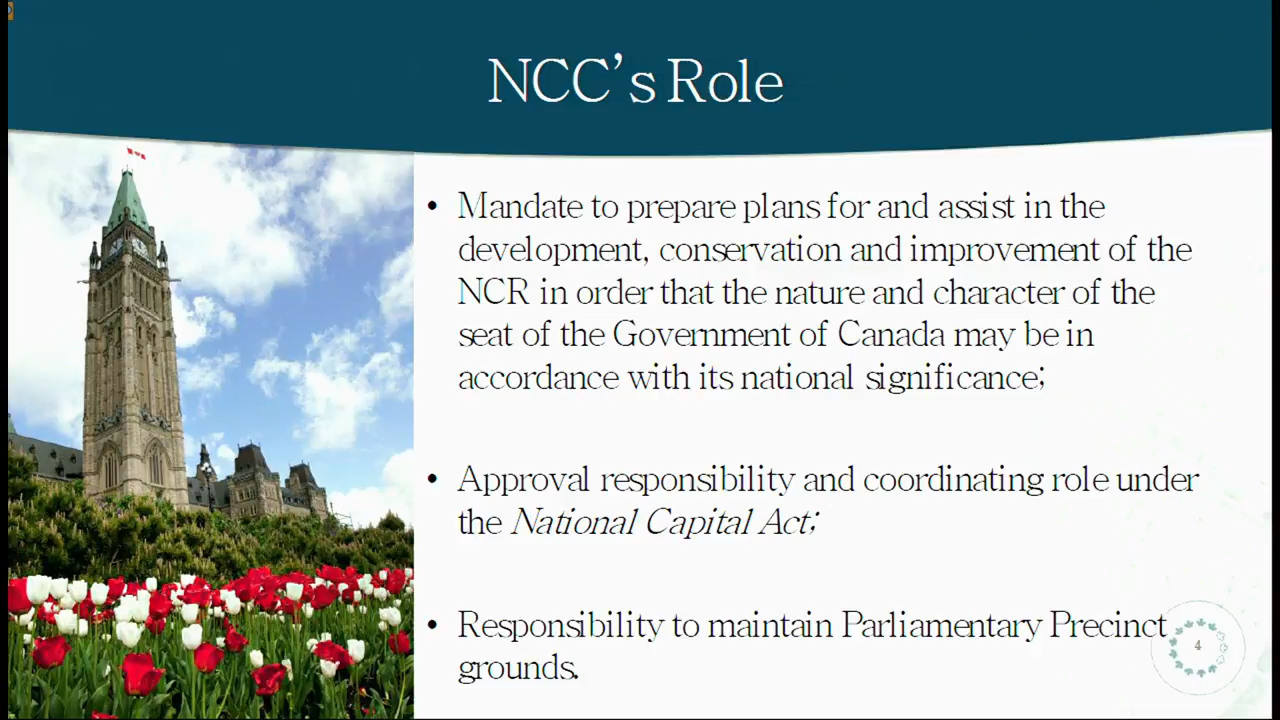 NCC's Role
• Mandate to prepare plans for and assist in the
development, conservation and improvement of the
NCR in order that the nature and character of the
seat of the Government of Canada may be in
accordance with its national significance;
• Approval responsibility and coordinating role under
the National Capital Act;
• Responsibility to maintain Parliamentary Precinct
grounds.
4